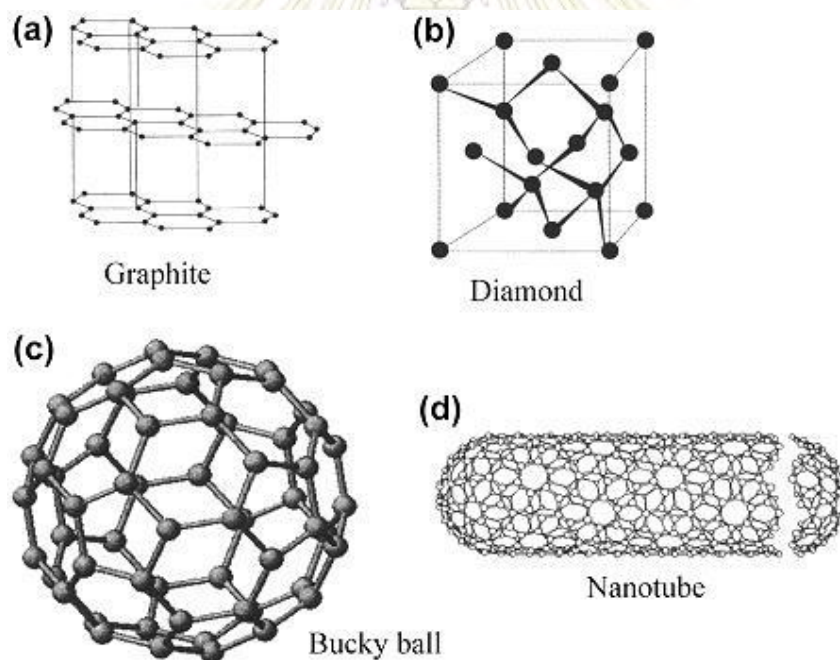 (a)
Graphite
(b)
Diamond
(c)
Bucky ball
(d)
Nanotube